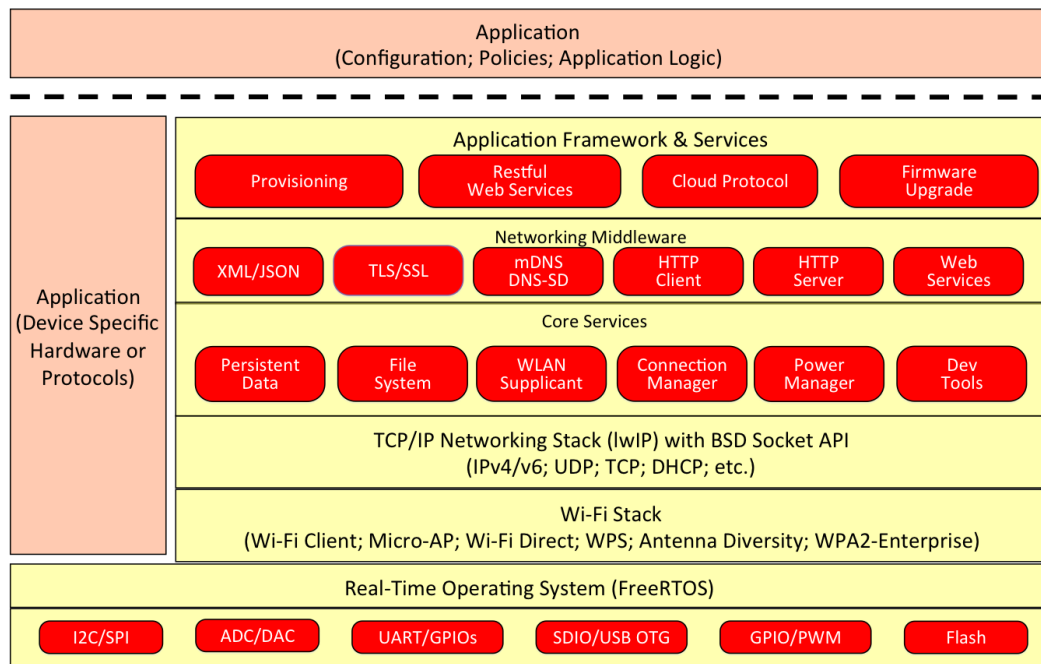 Application
(Configuration; Policies; Application Logic)
Application
(Device Specific
Hardware or
Protocols)
Application Framework & Services
Provisioning
Restful
Web Services
Cloud Protocol
Firmware
Upgrade
Networking Middleware
XML/JSON
TLS/SSL
mDNS
DNS-SD
HTTP
Client
HTTP
Server
Web
Services
Core Services
Persistent
Data
File
System
WLAN
Supplicant
Connection
Manager
Power
Manager
Dev
Tools
TCP/IP Networking Stack (lwIP) with BSD Socket API
(IPv4/v6; UDP; TCP; DHCP; etc.)
Wi-Fi Stack
(Wi-Fi Client; Micro-AP; Wi-Fi Direct; WPS; Antenna Diversity; WPA2-Enterprise)
Real-Time Operating System (FreeRTOS)
I2C/SPI
ADC/DAC
UART/GPIOs
SDIO/USB OTG
GPIO/PWM
Flash